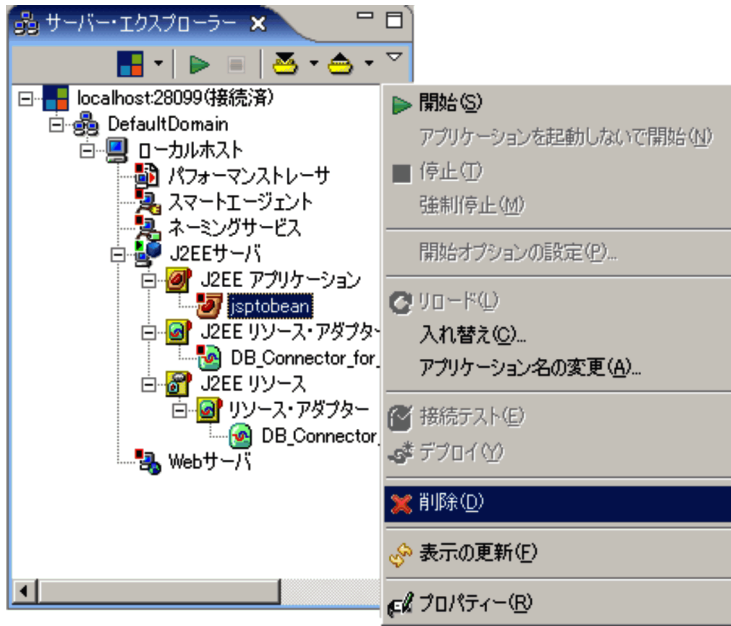 サーバー・エクスプローラー
localhost:28099(接続済)
DefaultDomain
ローカルホスト
パフォーマンストレーサ
スマートエージェント
ネーミングサービス
J2EEサーバ
J2EE アプリケーション
jsptobean
J2EE リソース・アダプター
DB_Connector_for_
J2EE リソース
リソース・アダプター
DB_Connector_
Webサーバ
開始(S)
アプリケーションを起動しないで開始(N)
停止(T)
強制停止(M)
開始オプションの設定(P)...
リロード(L)
入れ替え(C)...
アプリケーション名の変更(A)...
接続テスト(E)
デプロイ(Y)
削除(D)
表示の更新(F)
プロパティー(R)